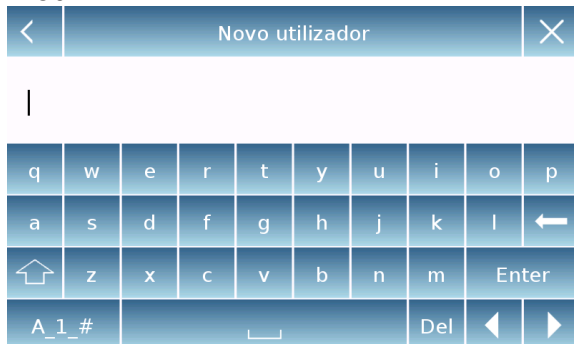 Novo utilizador
q w e r t y u i o p
a s d f g h j k l
z x c v b n m Enter
A_1_# Del